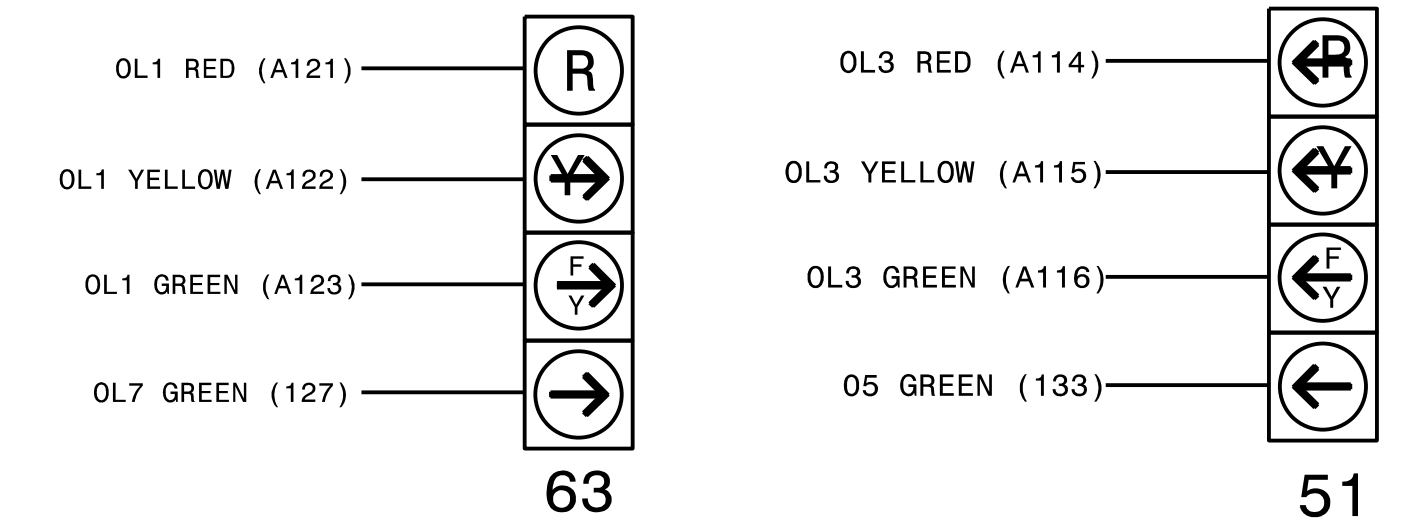 OL1 RED (A121)
R
OL1 YELLOW (A122)
Y
OL1 GREEN (A123)
F
Y
OL7 GREEN (127)
63
OL3 RED (A114)
R
OL3 YELLOW (A115)
Y
OL3 GREEN (A116)
F
Y
O5 GREEN (133)
51